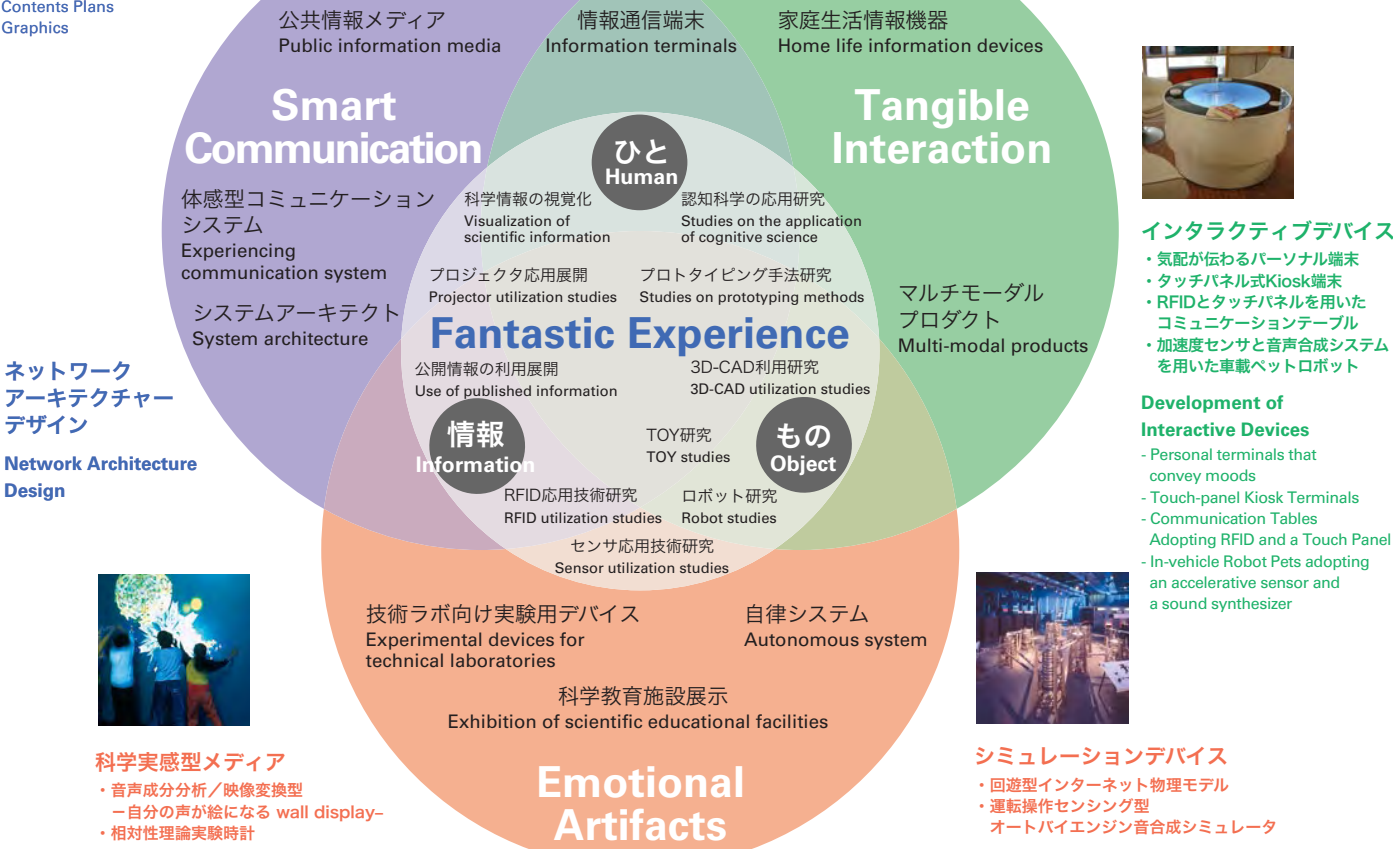 Contents Plans
Graphics
公共情報メディア
Public information media
情報通信端末
Information terminals
家庭生活情報機器
Home life information devices
Smart
Communication
Tangible
Interaction
ひと
Human
体感型コミュニケーション
システム
Experiencing
communication system
システムアーキテクト
System architecture
科学情報の視覚化
Visualization of
scientific information
認知科学の応用研究
Studies on the application
of cognitive science
プロジェクタ応用展開
Projector utilization studies
プロトタイピング手法研究
Studies on prototyping methods
マルチモーダル
プロダクト
Multi-modal products
Fantastic Experience
公開情報の利用展開
Use of published information
3D-CAD利用研究
3D-CAD utilization studies
情報
Information
TOY研究
TOY studies
もの
Object
RFID応用技術研究
RFID utilization studies
ロボット研究
Robot studies
センサ応用技術研究
Sensor utilization studies
ネットワーク
アーキテクチャー
デザイン
Network Architecture
Design
インタラクティブデバイス
・気配が伝わるパーソナル端末
・タッチパネル式Kiosk端末
・RFIDとタッチパネルを用いた
コミュニケーションテーブル
・加速度センサと音声合成システム
を用いた車載ペットロボット
Development of
Interactive Devices
- Personal terminals that
convey moods
- Touch-panel Kiosk Terminals
- Communication Tables
Adopting RFID and a Touch Panel
- In-vehicle Robot Pets adopting
an accelerative sensor and
a sound synthesizer
技術ラボ向け実験用デバイス
Experimental devices for
technical laboratories
自律システム
Autonomous system
科学教育施設展示
Exhibition of scientific educational facilities
Emotional
Artifacts
科学実感型メディア
・音声成分分析／映像変換型
−自分の声が絵になる wall display−
・相対性理論実験時計
シミュレーションデバイス
・回遊型インターネット物理モデル
・運転操作センシング型
オートバイエンジン音合成シミュレータ